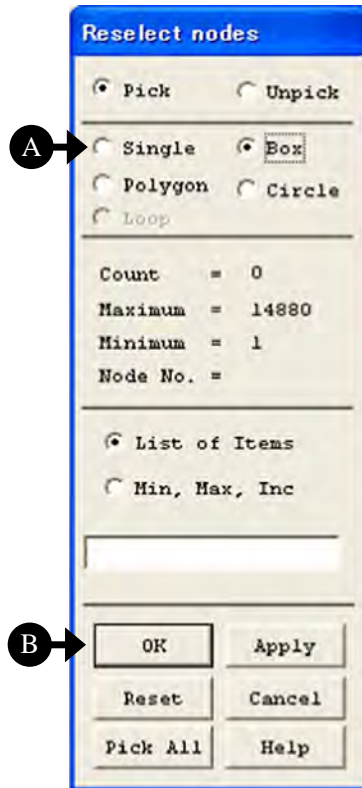 Reselect nodes
Pick Unpick
A Single Box
Polygon Circle
Loop
Count = 0
Maximum = 14880
Minimum = 1
Node No. =
List of Items
Min, Max, Inc
B OK Apply
Reset Cancel
Pick All Help